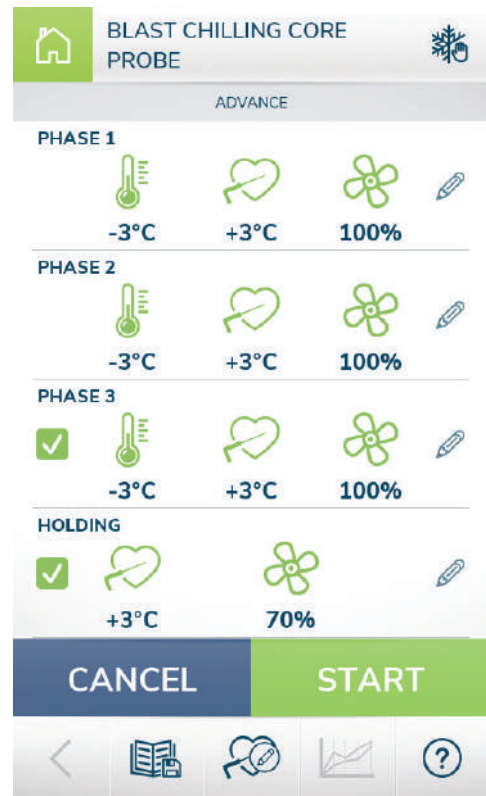 BLAST CHILLING CORE
PROBE
ADVANCE
PHASE 1
-3°C +3°C 100%
PHASE 2
-3°C +3°C 100%
PHASE 3
-3°C +3°C 100%
HOLDING
+3°C 70%
CANCEL START
?